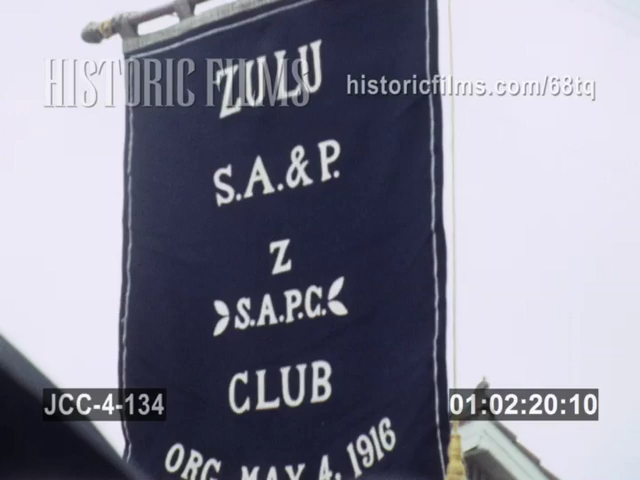 ZULU
HISTORIC FILMS
historicfilms.com/68tq
S.A.&P.
Z
S.A.P.C.
CLUB
JCC-4-134
01:02:20:10
ORG. MAY 4, 1916